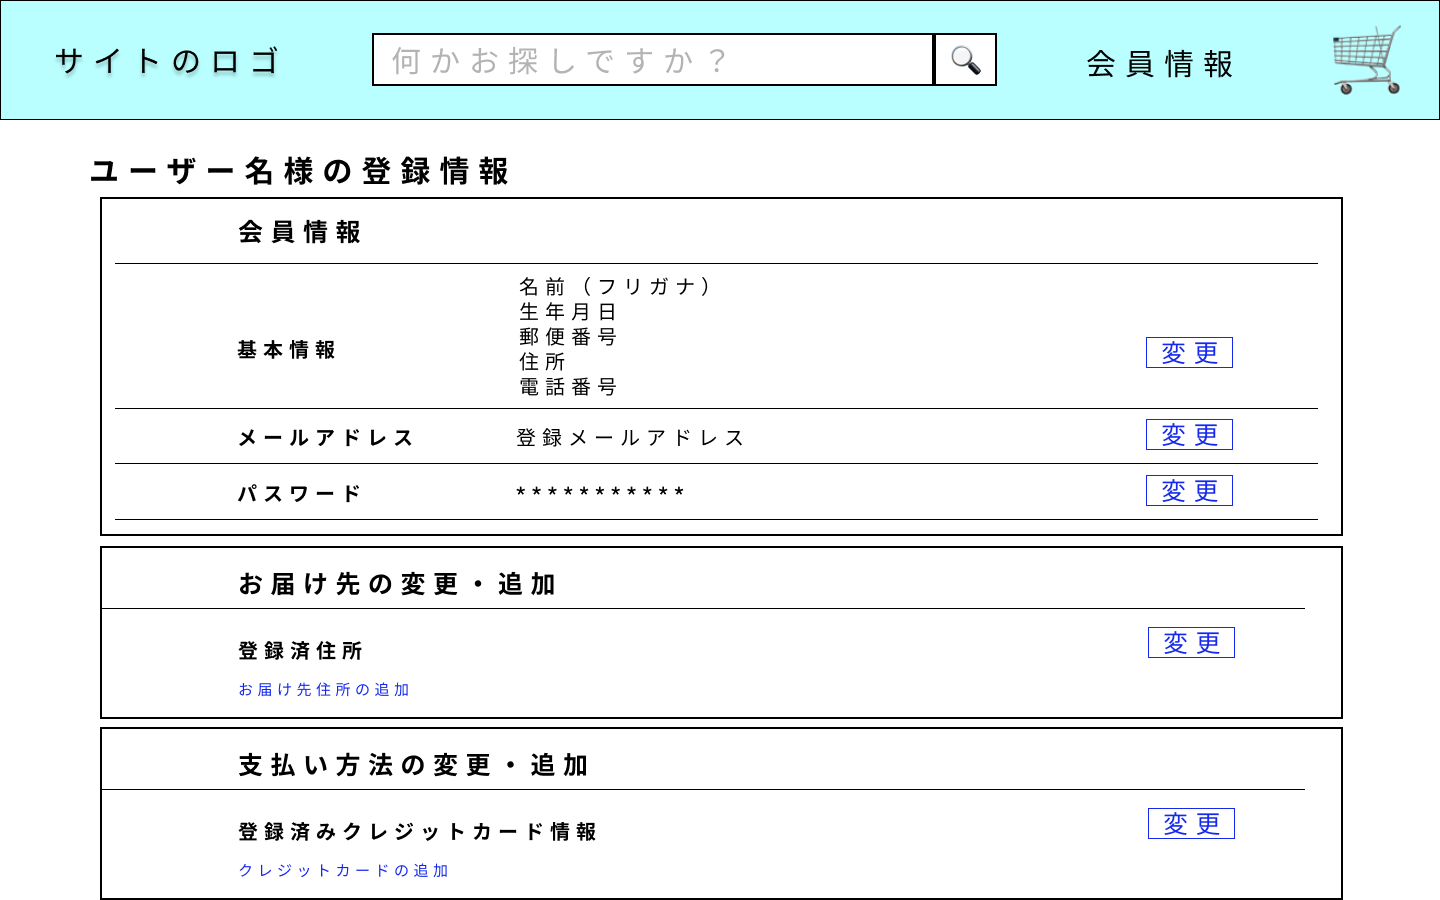 サイトのロゴ
何かお探しですか？
会員情報
ユーザー名様の登録情報
会員情報
基本情報
名前（フリガナ）
生年月日
郵便番号
住所
電話番号
変更
メールアドレス 登録メールアドレス 変更
パスワード *********** 変更
お届け先の変更・追加
登録済住所 変更
お届け先住所の追加
支払い方法の変更・追加
登録済みクレジットカード情報 変更
クレジットカードの追加